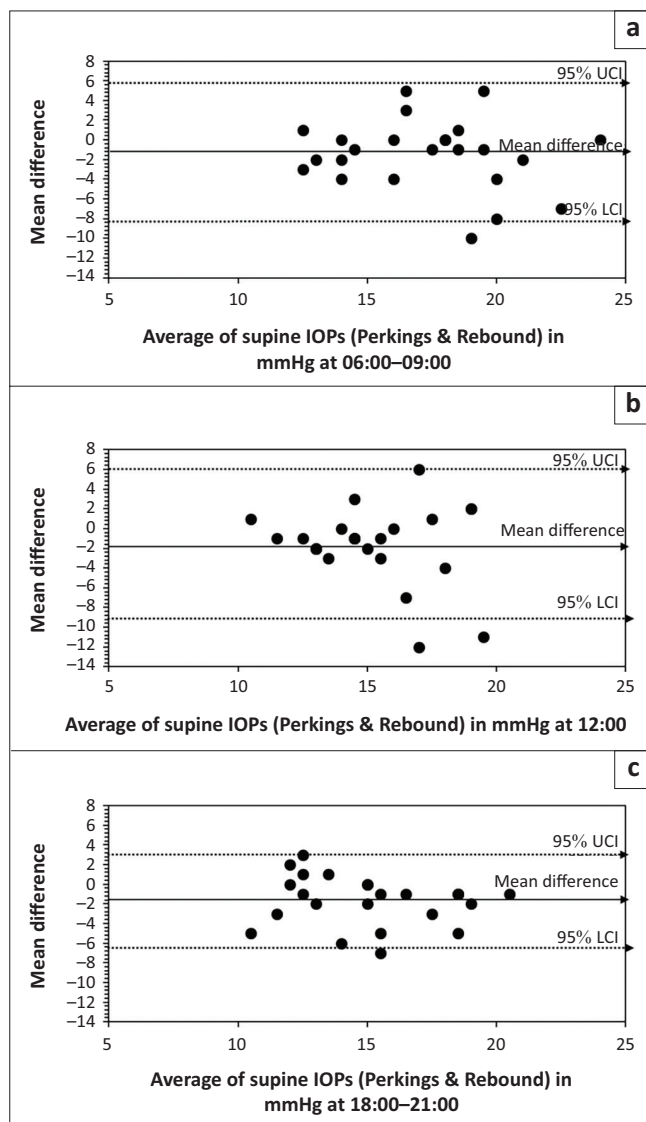 a
8
6
4
2
0
−2
−4
−6
−8
−10
−12
−14
Mean difference
95% UCI
Mean difference
95% LCI
5 10 15 20 25
Average of supine IOPs (Perkings & Rebound) in
mmHg at 06:00–09:00
b
8
6
4
2
0
−2
−4
−6
−8
−10
−12
−14
Mean difference
95% UCI
Mean difference
95% LCI
5 10 15 20 25
Average of supine IOPs (Perkings & Rebound) in mmHg at 12:00
c
8
6
4
2
0
−2
−4
−6
−8
−10
−12
−14
Mean difference
95% UCI
Mean difference
95% LCI
5 10 15 20 25
Average of supine IOPs (Perkings & Rebound) in
mmHg at 18:00–21:00